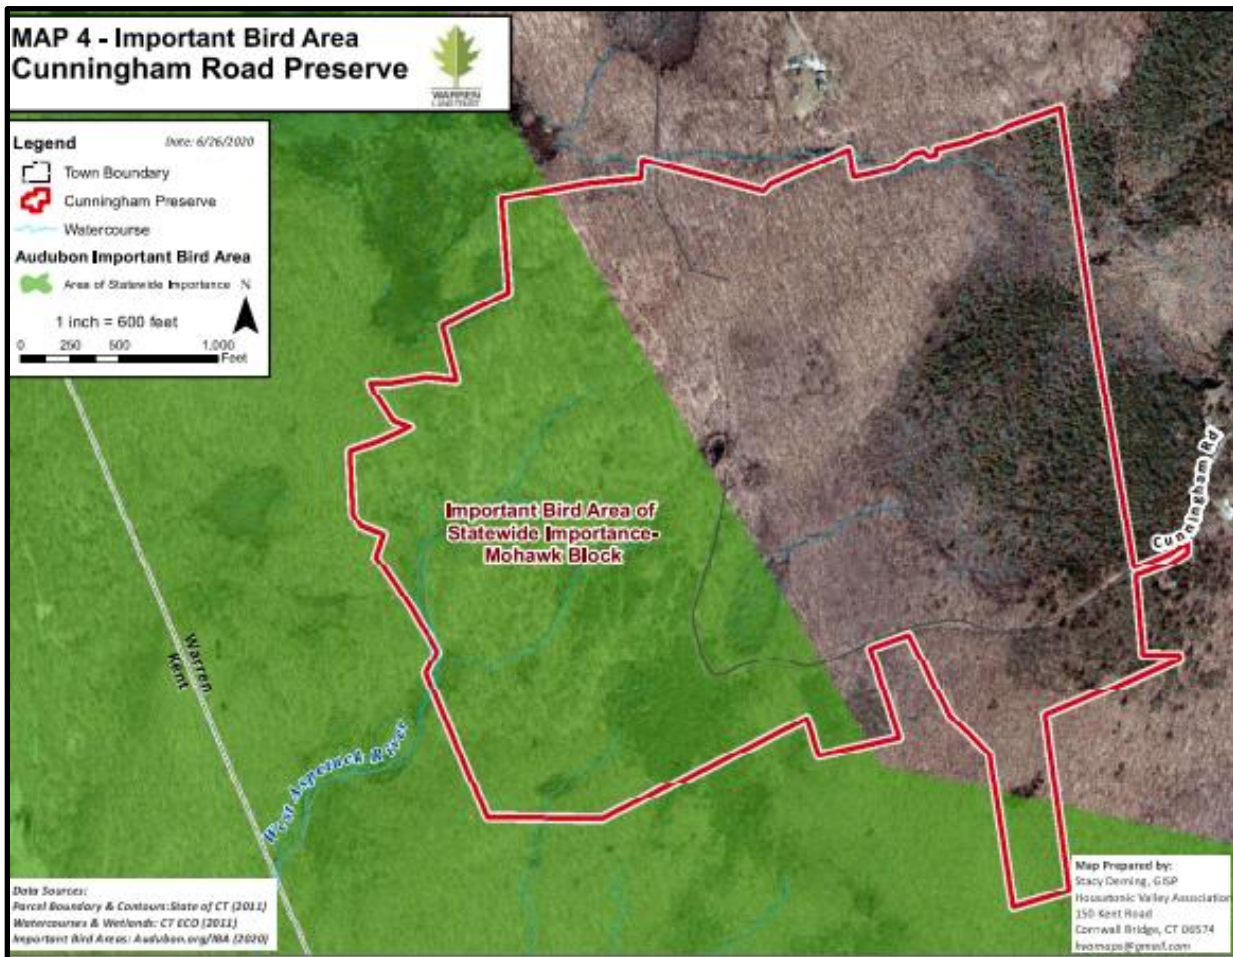 MAP 4 - Important Bird Area
Cunningham Road Preserve
WARREN
LAND TRUST
Legend
Date: 6/26/2020
Town Boundary
Cunningham Preserve
Watercourse
Audubon Important Bird Area
Area of Statewide Importance
N
1 inch = 600 feet
0 250 500 1,000
Feet
Important Bird Area of
Statewide Importance-
Mohawk Block
Cunningham Rd
Warren
Kent
West Aspetuck River
Data Sources:
Parcel Boundary & Contours:State of CT (2011)
Watercourses & Wetlands: CT ECO (2011)
Important Bird Areas: Audubon.org/IBA (2020)
Map Prepared by:
Stacy Deming, GISP
Housatonic Valley Association
150 Kent Road
Cornwall Bridge, CT 06574
hvamaps@gmail.com